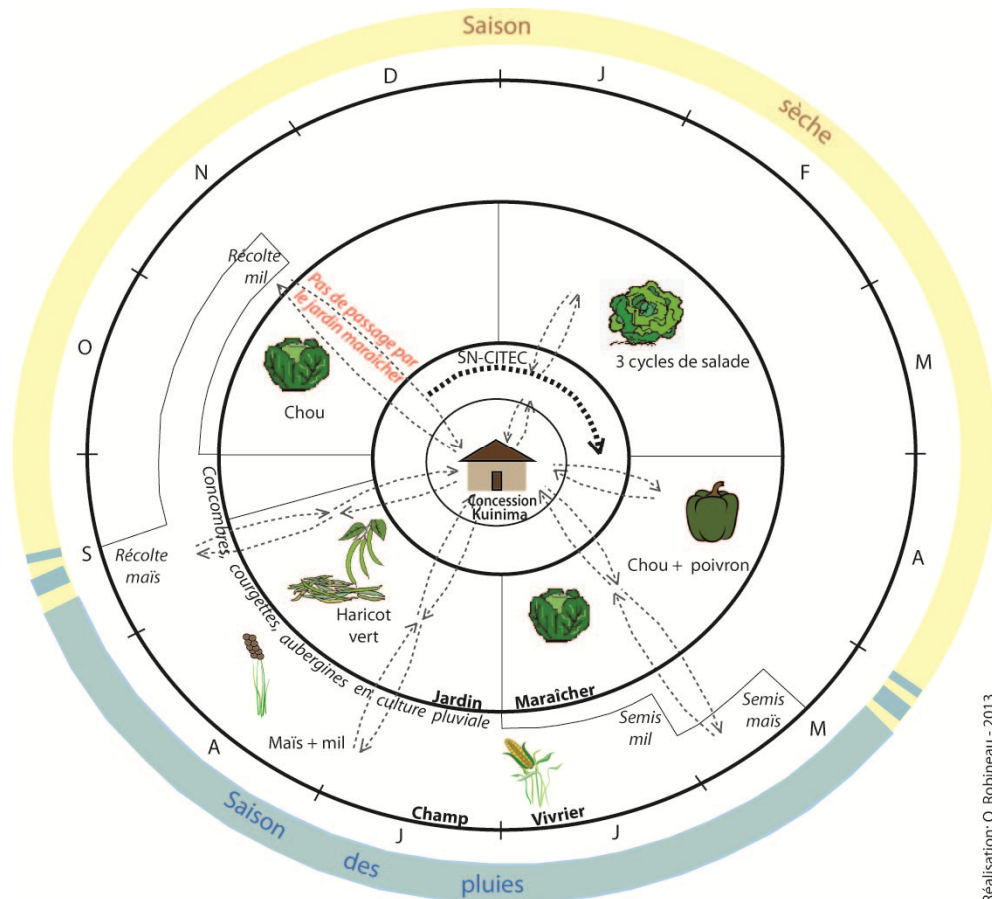 Saison
sèche
D
J
N
F
O
M
S
A
A
M
J
J
Récolte
mil
Pas de passage par
le jardin maraîcher
SN-CITEC
3 cycles de salade
Chou
Concession
Kuinima
Récolte
maïs
Concombres, courgettes, aubergines en culture pluviale
Haricot
vert
Chou + poivron
Jardin Maraîcher
Semis
mil
Semis
maïs
Maïs + mil
Champ Vivrier
Saison
des
pluies
Réalisation: O. Robineau - 2013